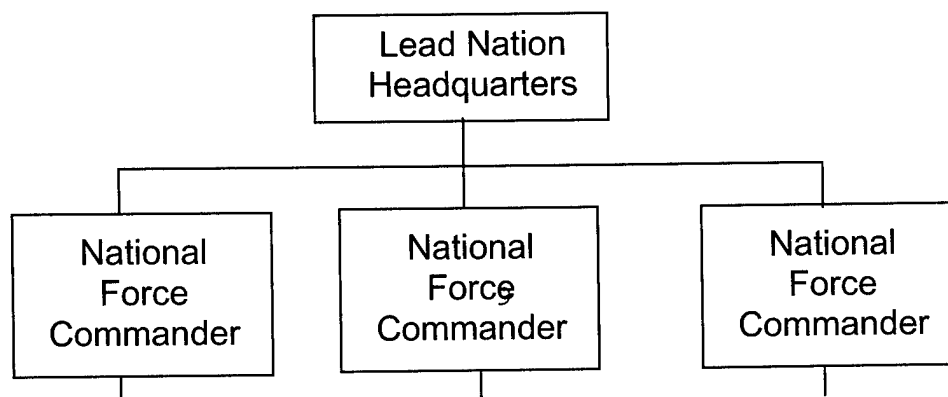 Lead Nation
Headquarters
National
Force
Commander
National
Force
Commander
National
Force
Commander